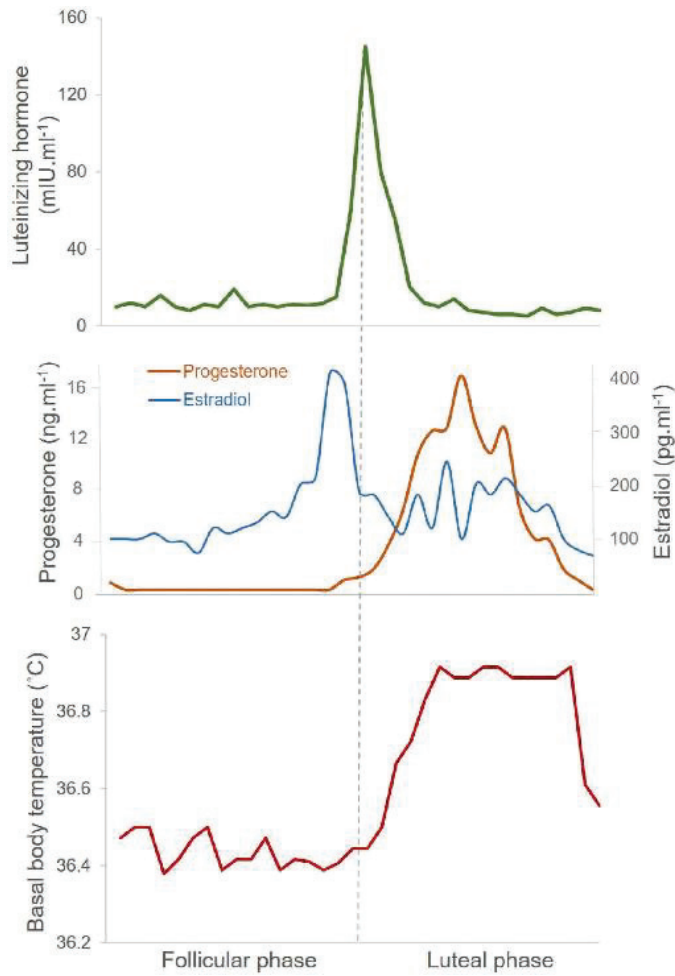 Luteinizing hormone
(mIU.ml⁻¹)
160
120
80
40
0
Progesterone (ng.ml⁻¹)
16
12
8
4
0
Progesterone
Estradiol
400
300
200
100
Estradiol (pg.ml⁻¹)
Basal body temperature (˚C)
37
36.8
36.6
36.4
36.2
Follicular phase
Luteal phase